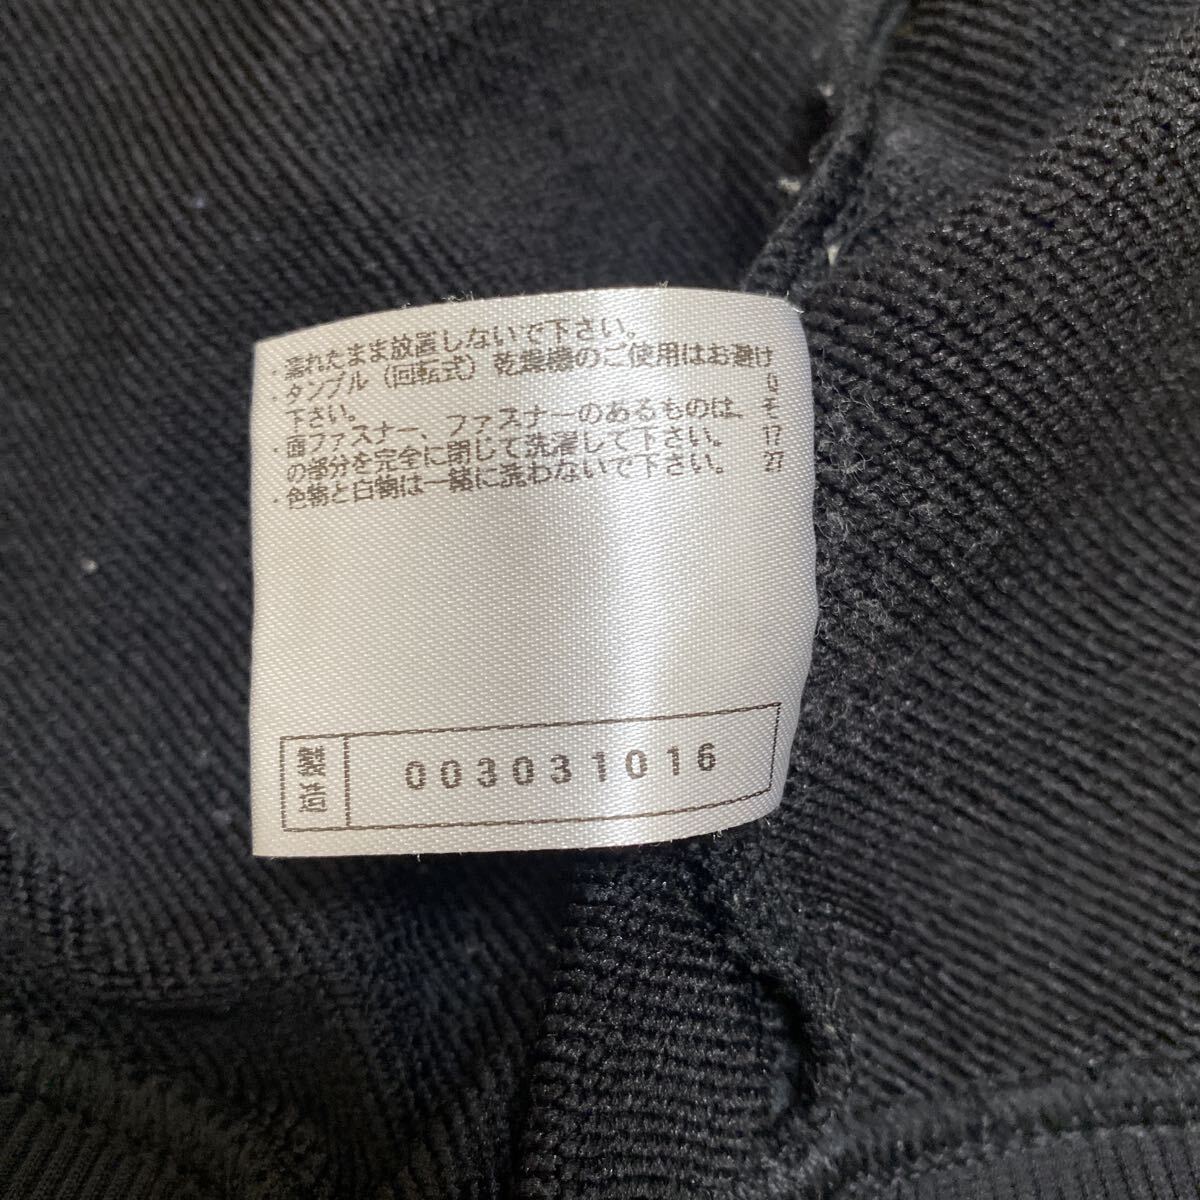 ・濡れたまま放置しないで下さい。
・タンブル（回転式）乾燥機のご使用はお避け
下さい。 0
・面ファスナー、ファスナーのあるものは、そ
の部分を完全に閉じて洗濯して下さい。 17
・色物と白物は一緒に洗わないで下さい。 27
製造 003031016